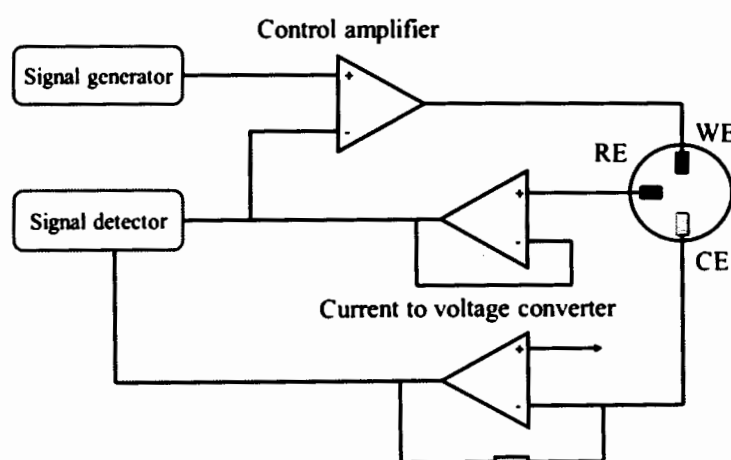 Control amplifier
Signal generator
+
-
WE
RE
Signal detector
+
-
CE
Current to voltage converter
+
-